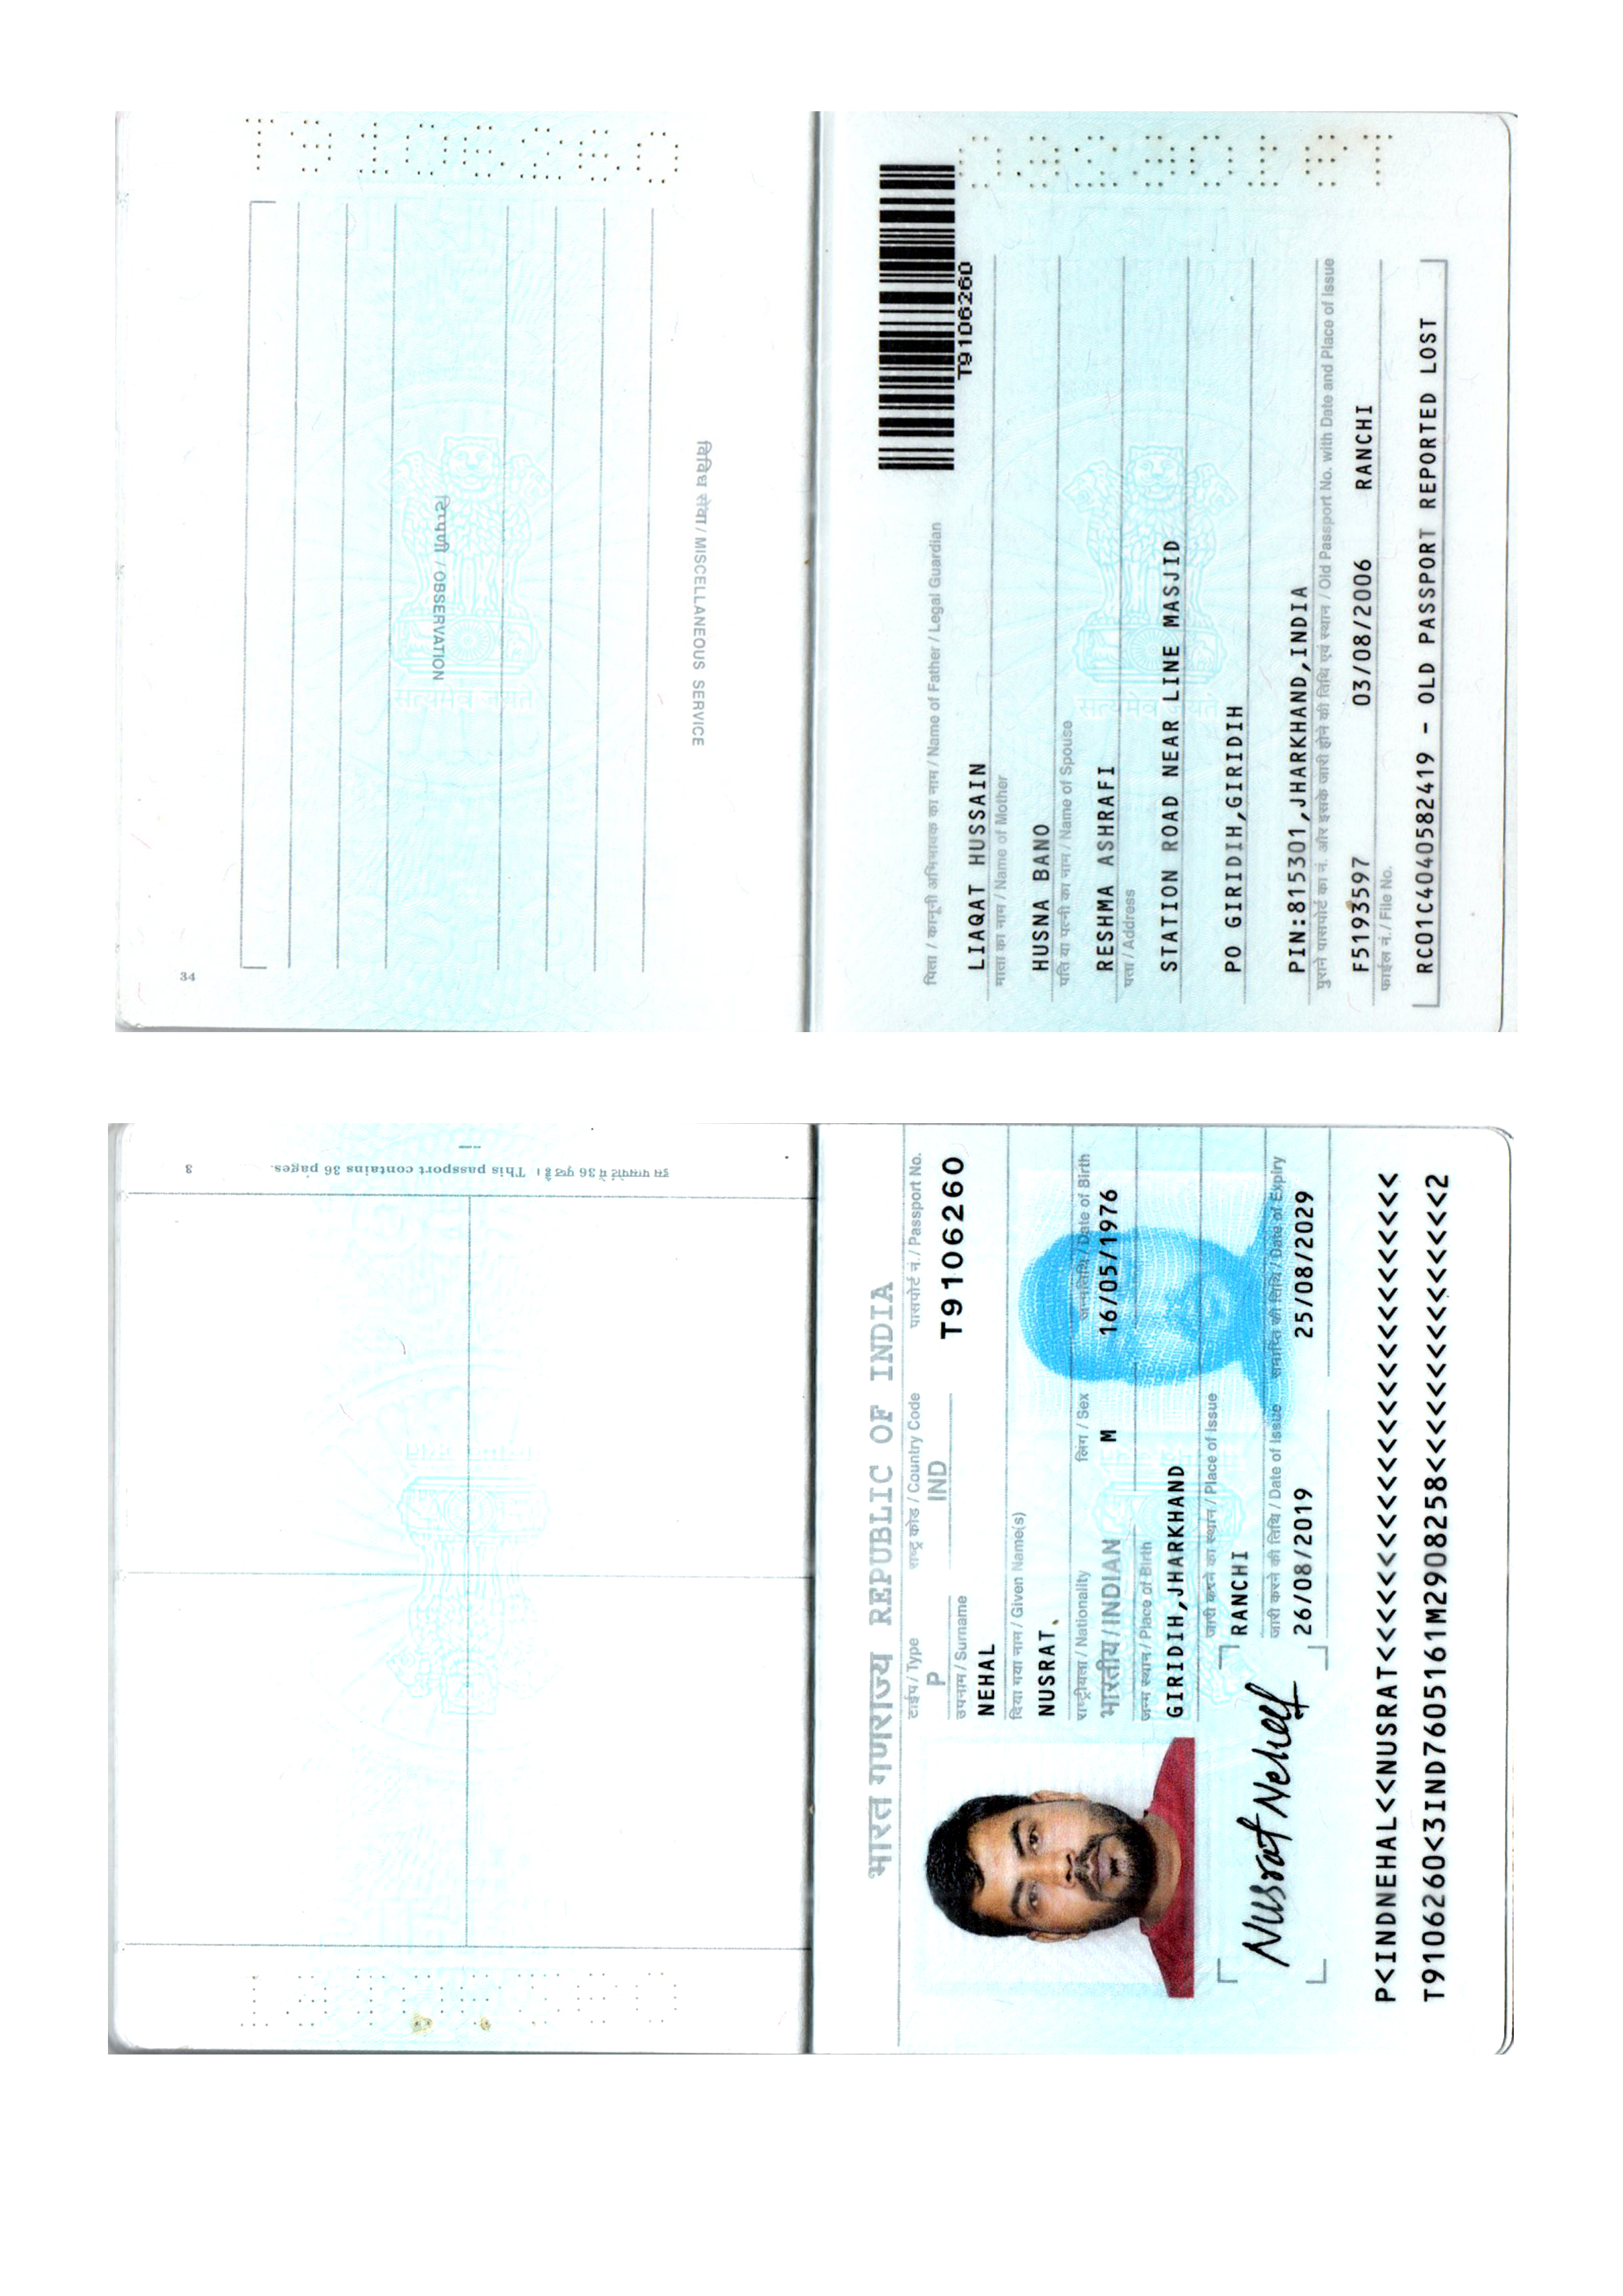 T9106260
34
टिप्पणी / OBSERVATION
विविध सेवा / MISCELLANEOUS SERVICE
T9106260
T9106260
पिता / कानूनी अभिभावक का नाम / Name of Father / Legal Guardian
LIAQAT HUSSAIN
माता का नाम / Name of Mother
HUSNA BANO
पति या पत्नी का नाम / Name of Spouse
RESHMA ASHRAFI
पता / Address
STATION ROAD NEAR LINE MASJID
सत्यमेव जयते
PO GIRIDIH,GIRIDIH
PIN:815301,JHARKHAND,INDIA
पुराने पासपोर्ट का नं. और इसके जारी होने की तिथि एवं स्थान / Old Passport No. with Date and Place of Issue
F5193597 03/08/2006 RANCHI
फाईल नं./ File No.
RC01C4040582419 - OLD PASSPORT REPORTED LOST
सत्यमेव जयते
3
इस पासपोर्ट में 36 पृष्ठ हैं। This passport contains 36 pages.
T9106260
भारत गणराज्य REPUBLIC OF INDIA
टाईप / Type राष्ट्र कोड / Country Code पासपोर्ट नं./ Passport No.
P IND T9106260
उपनाम / Surname
NEHAL
दिया गया नाम / Given Name(s)
NUSRAT
राष्ट्रीयता / Nationality लिंग / Sex जन्मतिथि / Date of Birth
भारतीय / INDIAN M 16/05/1976
जन्म स्थान / Place of Birth
GIRIDIH,JHARKHAND
जारी करने का स्थान / Place of Issue
RANCHI
जारी करने की तिथि / Date of Issue समाप्ति की तिथि / Date of Expiry
26/08/2019 25/08/2029
Nusrat Nehal
P<INDNEHAL<<NUSRAT<<<<<<<<<<<<<<<<<<<<<<<<<<
T9106260<3IND7605161M2908258<<<<<<<<<<<<<<<2